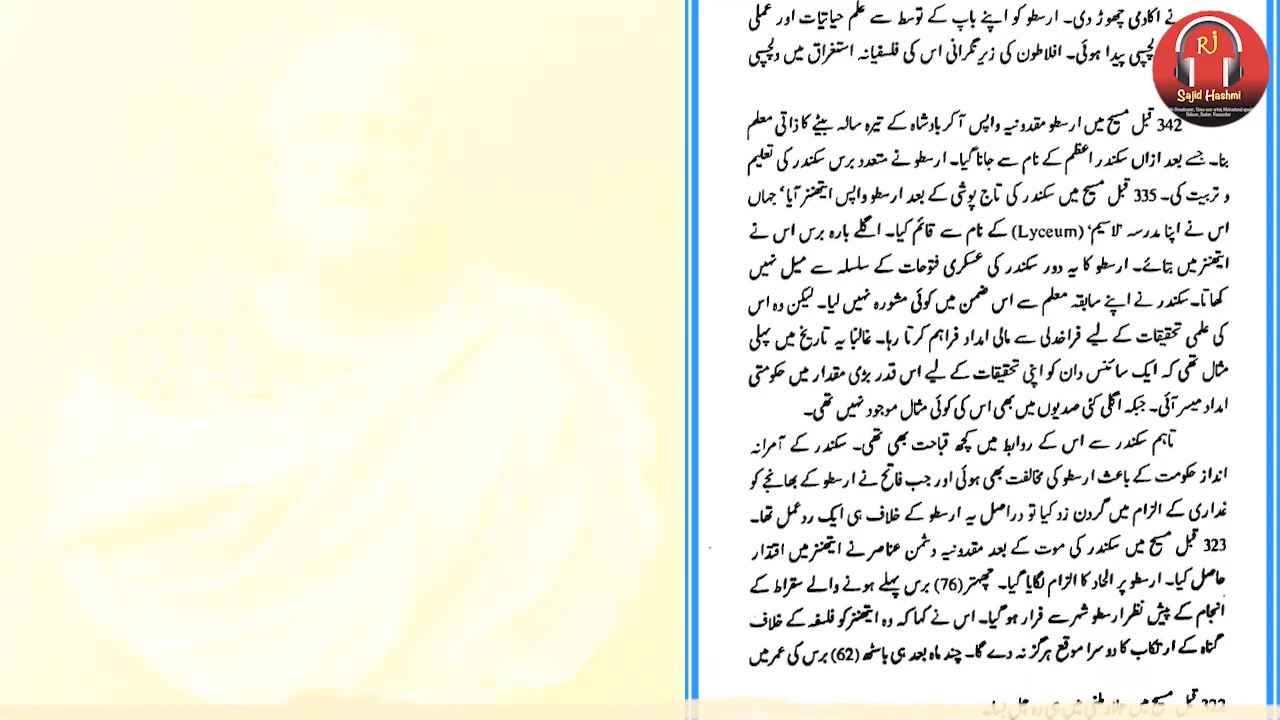 نے اکادمی چھوڑ دی۔ ارسطو کو اپنے باپ کے توسط سے علم حیاتیات اور عملی
پیدا ہوئی۔ افلاطون کی زیر نگرانی اس کی فلسفیانہ استغراق میں دلچسپی
342 قبل مسیح میں ارسطو مقدونیہ واپس آ کر بادشاہ کے تیرہ سالہ بیٹے کا ذاتی معلم
بنا۔ جسے بعد ازاں سکندر اعظم کے نام سے جانا گیا۔ ارسطو نے متعدد برس سکندر کی تعلیم
و تربیت کی۔ 335 قبل مسیح میں سکندر کی تاج پوشی کے بعد ارسطو واپس ایتھنز آیا‘ جہاں
اس نے اپنا مدرسہ ’لاسیم‘ (Lyceum) کے نام سے قائم کیا۔ اگلے بارہ برس اس نے
ایتھنز میں بتائے۔ ارسطو کا یہ دور سکندر کی عسکری فتوحات کے سلسلہ سے میل نہیں
کھاتا۔ سکندر نے اپنے سابقہ معلم سے اس ضمن میں کوئی مشورہ نہیں لیا۔ لیکن وہ اس
کی علمی تحقیقات کے لیے فراخدلی سے مالی امداد فراہم کرتا رہا۔ غالبًا یہ تاریخ میں پہلی
مثال تھی کہ ایک سائنس دان کو اپنی تحقیقات کے لیے اس قدر بڑی مقدار میں حکومتی
امداد میسر آئی۔ جبکہ اگلی کئی صدیوں میں بھی اس کی کوئی مثال موجود نہیں تھی۔
تاہم سکندر سے اس کے روابط میں کچھ قباحت بھی تھی۔ سکندر کے آمرانہ
انداز حکومت کے باعث ارسطو کی مخالفت بھی ہوئی اور جب فاتح نے ارسطو کے بھانجے کو
غداری کے الزام میں گردن زد کیا تو دراصل یہ ارسطو کے خلاف ہی ایک ردعمل تھا۔
323 قبل مسیح میں سکندر کی موت کے بعد مقدونیہ دشمن عناصر نے ایتھنز میں اقتدار
حاصل کیا۔ ارسطو پر الحاد کا الزام لگایا گیا۔ چھہتر (76) برس پہلے ہونے والے سقراط کے
انجام کے پیش نظر ارسطو شہر سے فرار ہو گیا۔ اس نے کہا کہ وہ ایتھنز کو فلسفہ کے خلاف
گناہ کے ارتکاب کا دوسرا موقع ہرگز نہ دے گا۔ چند ماہ بعد ہی باسٹھ (62) برس کی عمر میں
322 قبل مسیح میں جلاوطنی میں ہی وہ چل بسا۔
RJ
Sajid Hashmi